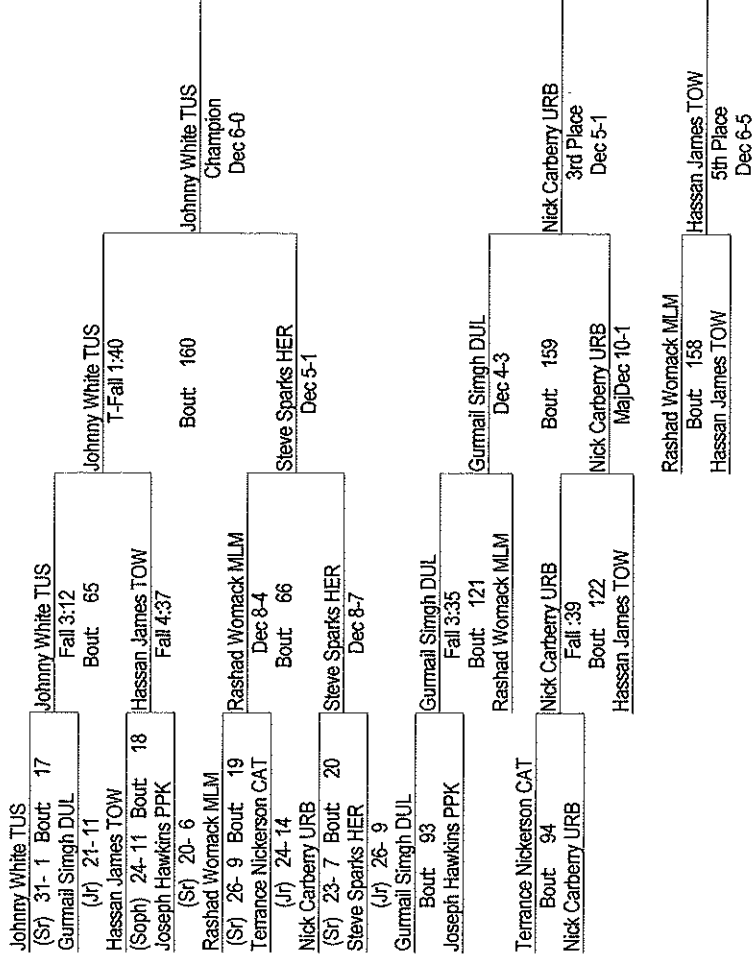 Johnny White TUS
(Sr) 31- 1 Bout: 17
Gurmail Simgh DUL
(Jr) 21- 11
Hassan James TOW
(Soph) 24- 11 Bout: 18
Joseph Hawkins PPK
(Sr) 20- 6
Rashad Womack MLM
(Sr) 26- 9 Bout: 19
Terrance Nickerson CAT
(Jr) 24- 14
Nick Carberry URB
(Sr) 23- 7 Bout: 20
Steve Sparks HER
(Jr) 26- 9
Gurmail Simgh DUL
Bout: 93
Joseph Hawkins PPK
Terrance Nickerson CAT
Bout: 94
Nick Carberry URB
Johnny White TUS
Fall 3:12
Bout: 65
Hassan James TOW
Fall 4:37
Rashad Womack MLM
Dec 8-4
Bout: 66
Steve Sparks HER
Dec 8-7
Gurmail Simgh DUL
Fall 3:35
Bout: 121
Rashad Womack MLM
Nick Carberry URB
Fall :39
Bout: 122
Hassan James TOW
Johnny White TUS
T-Fall 1:40
Bout: 160
Steve Sparks HER
Dec 5-1
Gurmail Simgh DUL
Dec 4-3
Bout: 159
Nick Carberry URB
MajDec 10-1
Rashad Womack MLM
Bout: 158
Hassan James TOW
Johnny White TUS
Champion
Dec 6-0
Nick Carberry URB
3rd Place
Dec 5-1
Hassan James TOW
5th Place
Dec 6-5